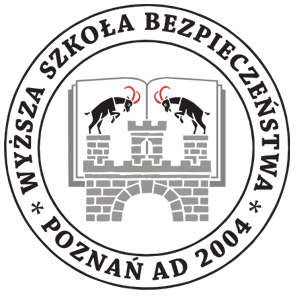 WYŻSZA SZKOŁA BEZPIECZEŃSTWA
* POZNAŃ AD 2004 *